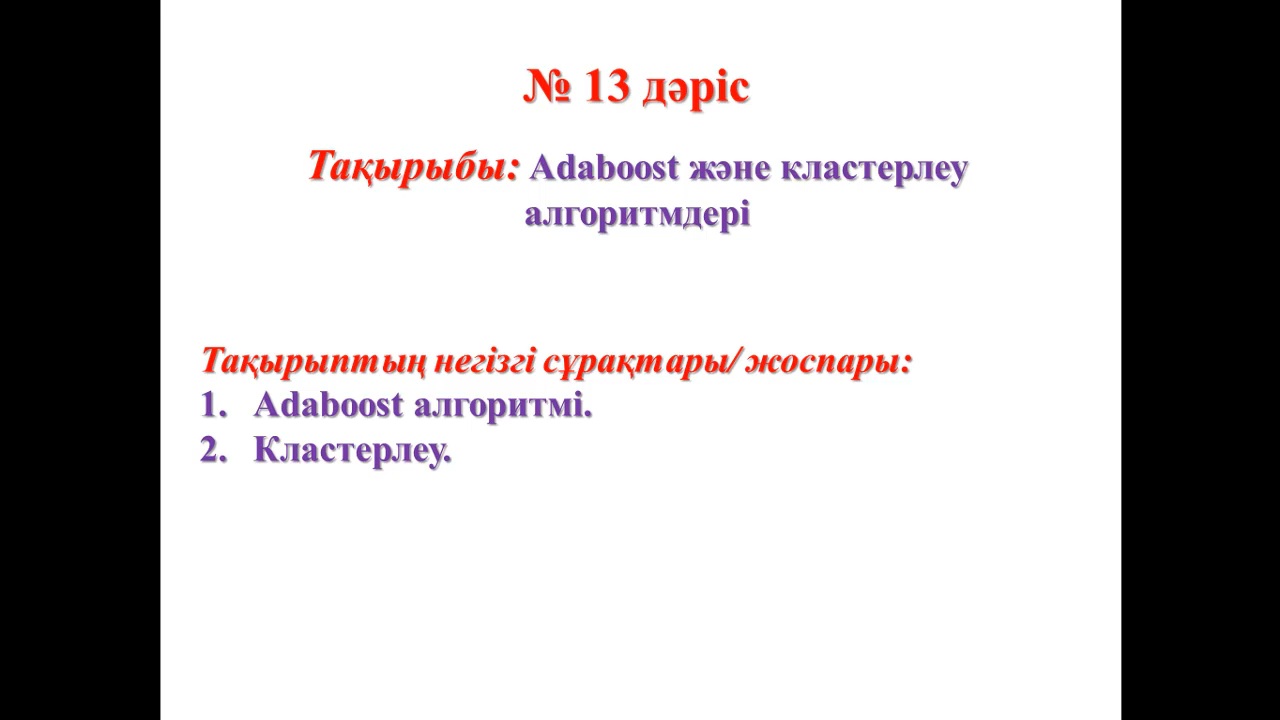 № 13 дәріс
Тақырыбы: Adaboost және кластерлеу
алгоритмдері
Тақырыптың негізгі сұрақтары/ жоспары:
1. Adaboost алгоритмі.
2. Кластерлеу.